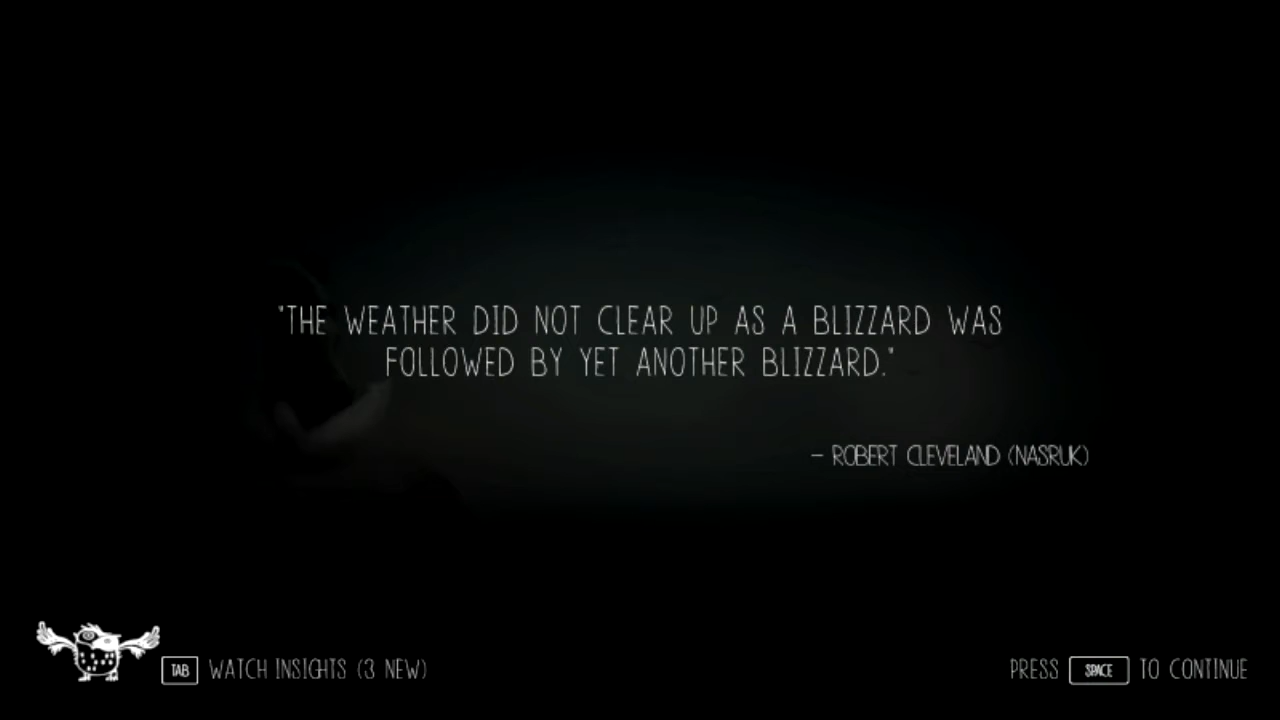 "THE WEATHER DID NOT CLEAR UP AS A BLIZZARD WAS
FOLLOWED BY YET ANOTHER BLIZZARD."
– ROBERT CLEVELAND (NASRUK)
TAB WATCH INSIGHTS (3 NEW)
PRESS SPACE TO CONTINUE